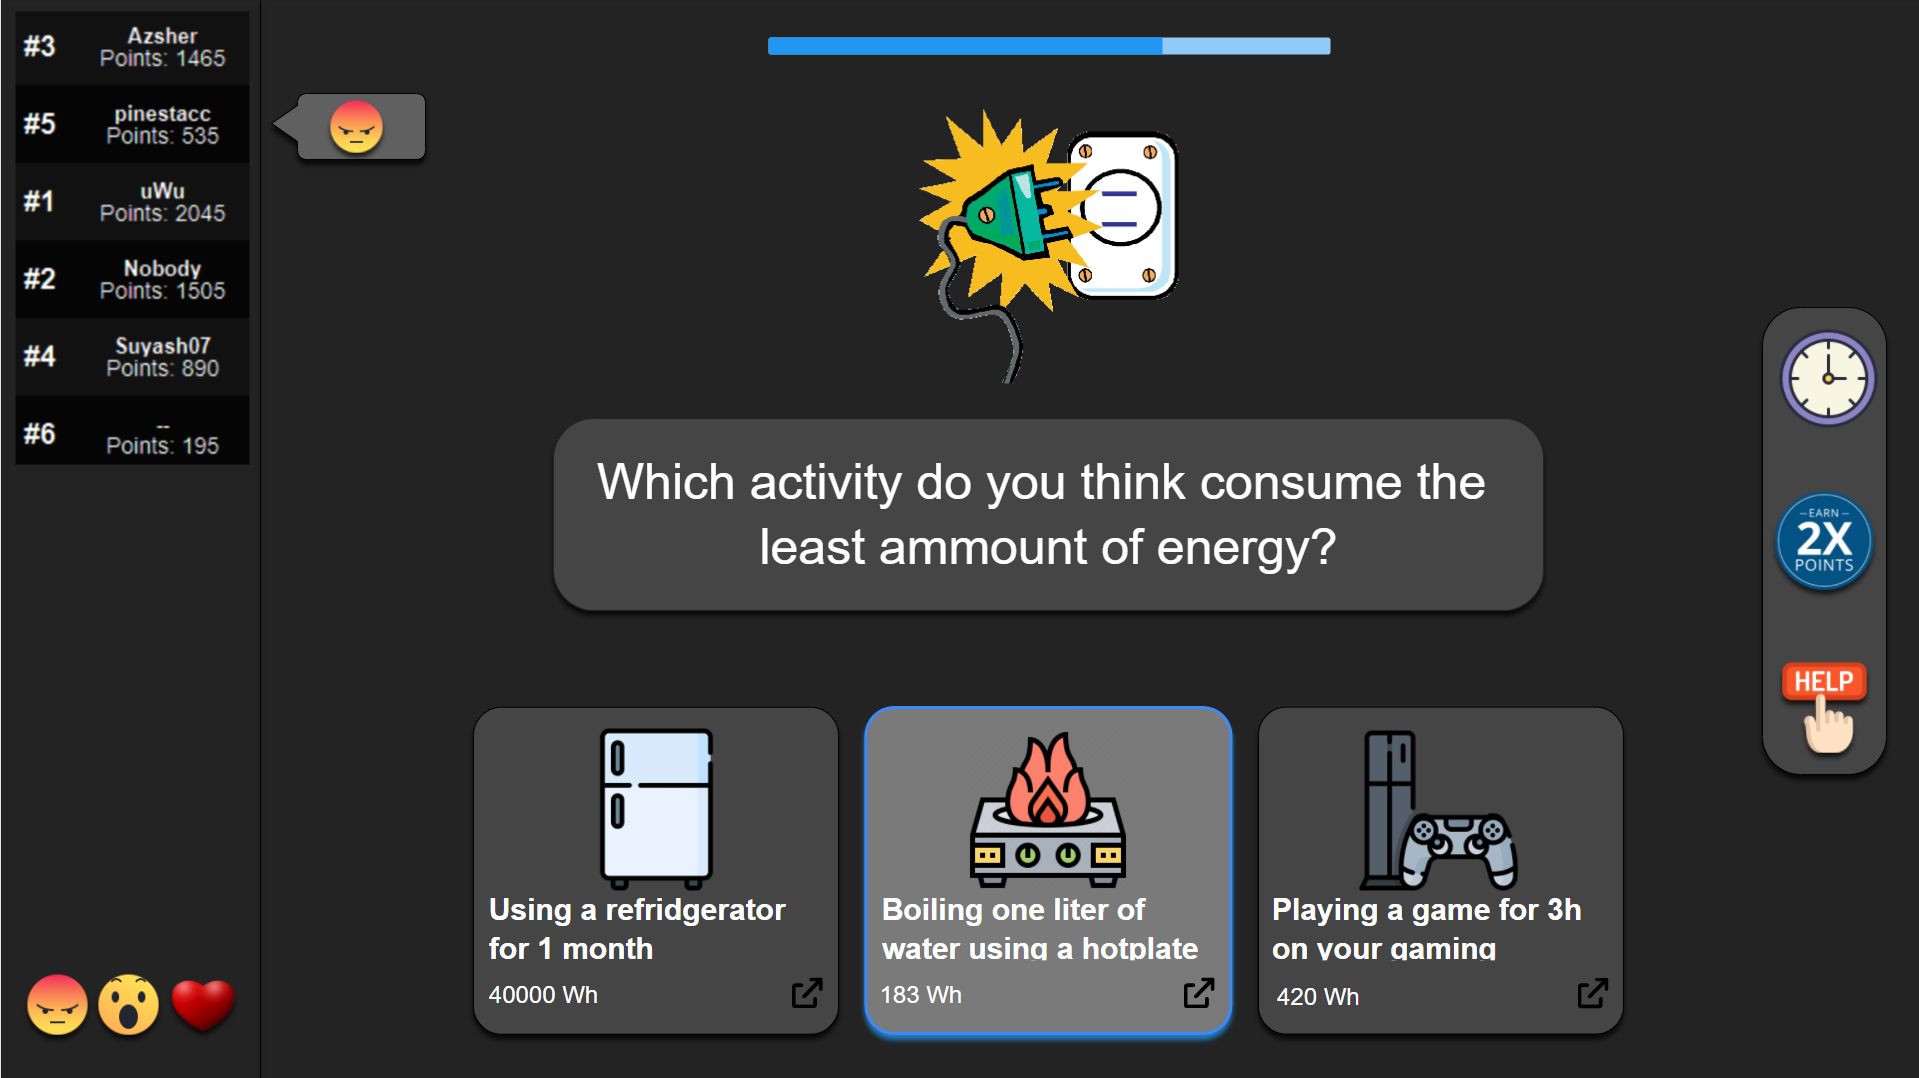 #3
Azsher
Points: 1465
#5
pinestacc
Points: 535
#1
uWu
Points: 2045
#2
Nobody
Points: 1505
#4
Suyash07
Points: 890
#6
--
Points: 195
Which activity do you think consume the
least ammount of energy?
EARN
2X
POINTS
HELP
Using a refridgerator
for 1 month
40000 Wh
Boiling one liter of
water using a hotplate
183 Wh
Playing a game for 3h
on your gaming
420 Wh